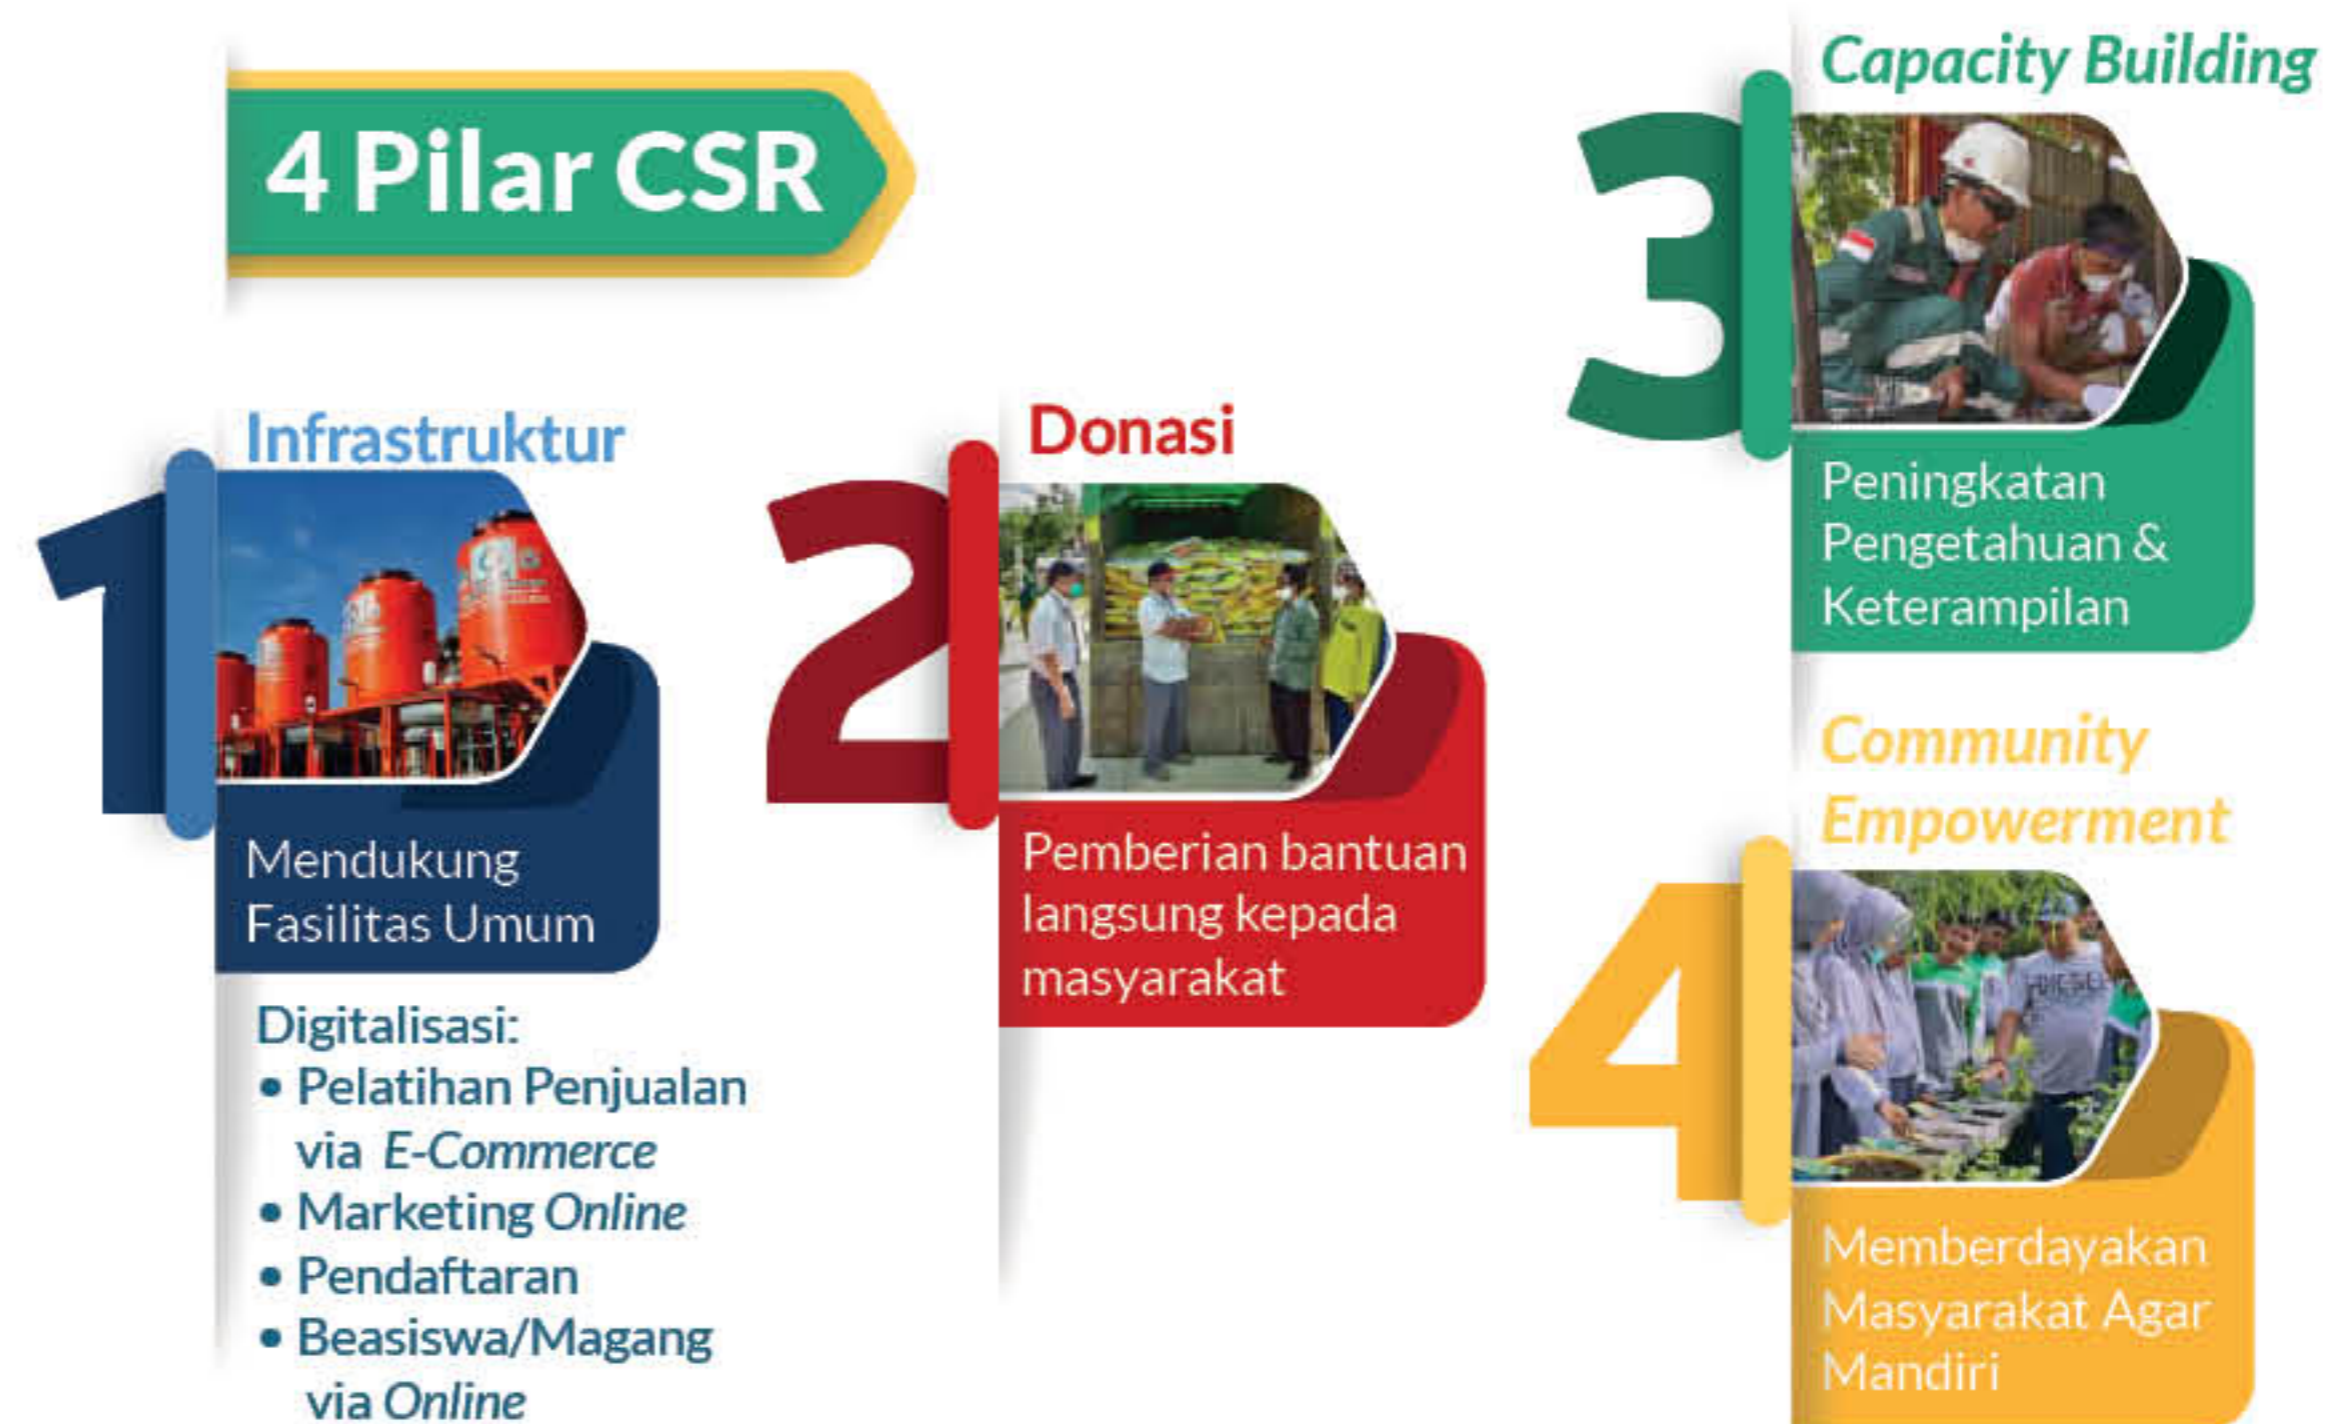 4 Pilar CSR
1
Infrastruktur
Mendukung
Fasilitas Umum
Digitalisasi:
• Pelatihan Penjualan
via E-Commerce
• Marketing Online
• Pendaftaran
• Beasiswa/Magang
via Online
2
Donasi
Pemberian bantuan
langsung kepada
masyarakat
3
Capacity Building
Peningkatan
Pengetahuan &
Keterampilan
4
Community
Empowerment
Memberdayakan
Masyarakat Agar
Mandiri